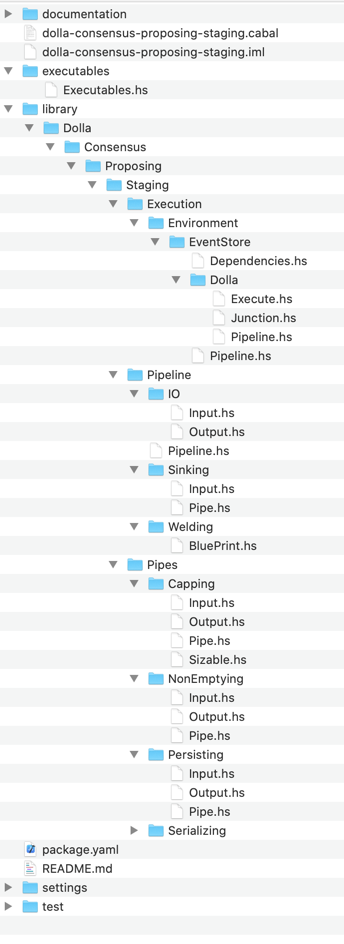 documentation
dolla-consensus-proposing-staging.cabal
dolla-consensus-proposing-staging.iml
executables
Executables.hs
library
Dolla
Consensus
Proposing
Staging
Execution
Environment
EventStore
Dependencies.hs
Dolla
Execute.hs
Junction.hs
Pipeline.hs
Pipeline.hs
Pipeline
IO
Input.hs
Output.hs
Pipeline.hs
Sinking
Input.hs
Pipe.hs
Welding
BluePrint.hs
Pipes
Capping
Input.hs
Output.hs
Pipe.hs
Sizable.hs
NonEmptying
Input.hs
Output.hs
Pipe.hs
Persisting
Input.hs
Output.hs
Pipe.hs
Serializing
package.yaml
README.md
settings
test